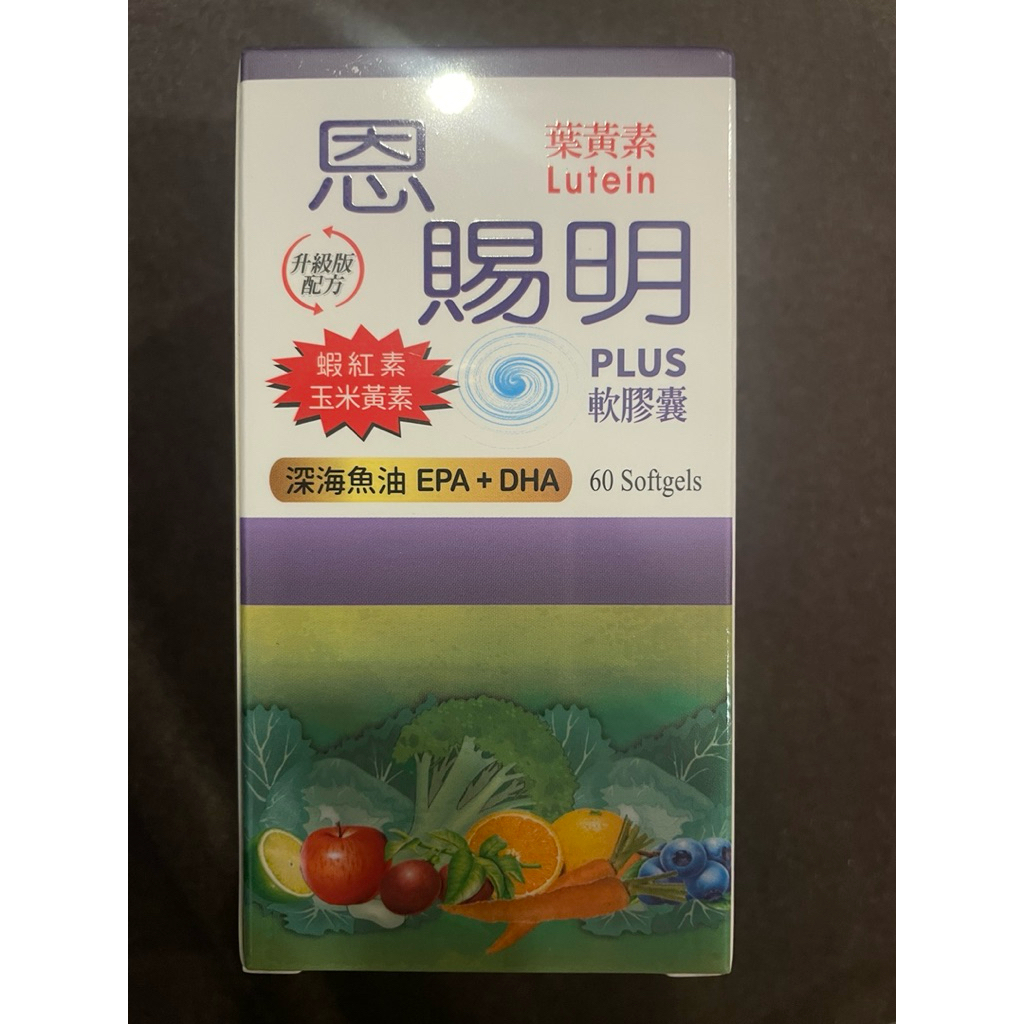 恩賜明
葉黃素
Lutein
升級版
配方
蝦紅素
玉米黃素
PLUS
軟膠囊
深海魚油 EPA + DHA
60 Softgels